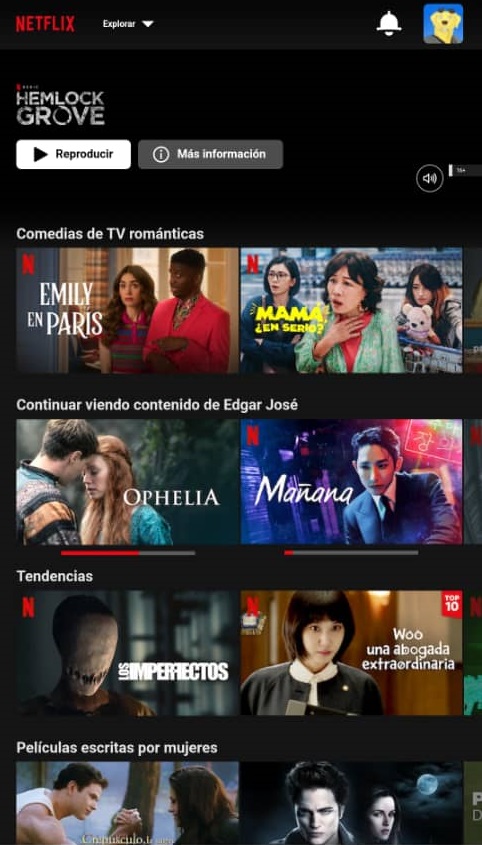 NETFLIX
Explorar
SERIE
HEMLOCK
GROVE
Reproducir
Más información
16+
Comedias de TV románticas
N
EMILY
EN PARIS
N
MAMÁ
¿EN SERIO?
Continuar viendo contenido de Edgar José
OPHELIA
N
Mañana
Tendencias
N
LOS IMPERFECTOS
N
TOP
10
Woo
una abogada
extraordinaria
Películas escritas por mujeres
Crepúsculo, la saga